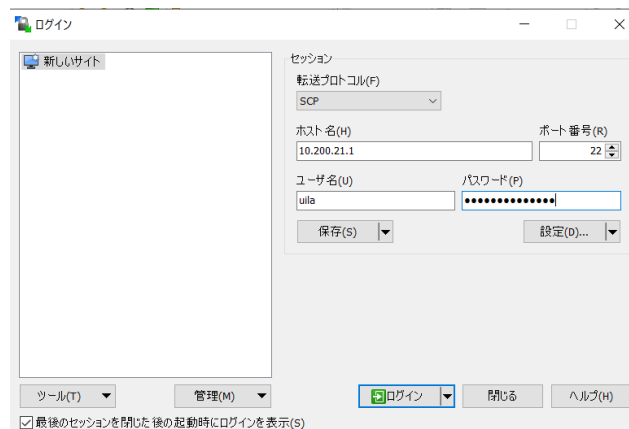 ログイン
新しいサイト
セッション
転送プロトコル(F)
SCP
ホスト名(H)
ポート番号(R)
10.200.21.1
22
ユーザ名(U)
パスワード(P)
uila
●●●●●●●●●●●●●●
保存(S)
設定(D)...
ツール(T)
管理(M)
ログイン
閉じる
ヘルプ(H)
最後のセッションを閉じた後の起動時にログインを表示(S)